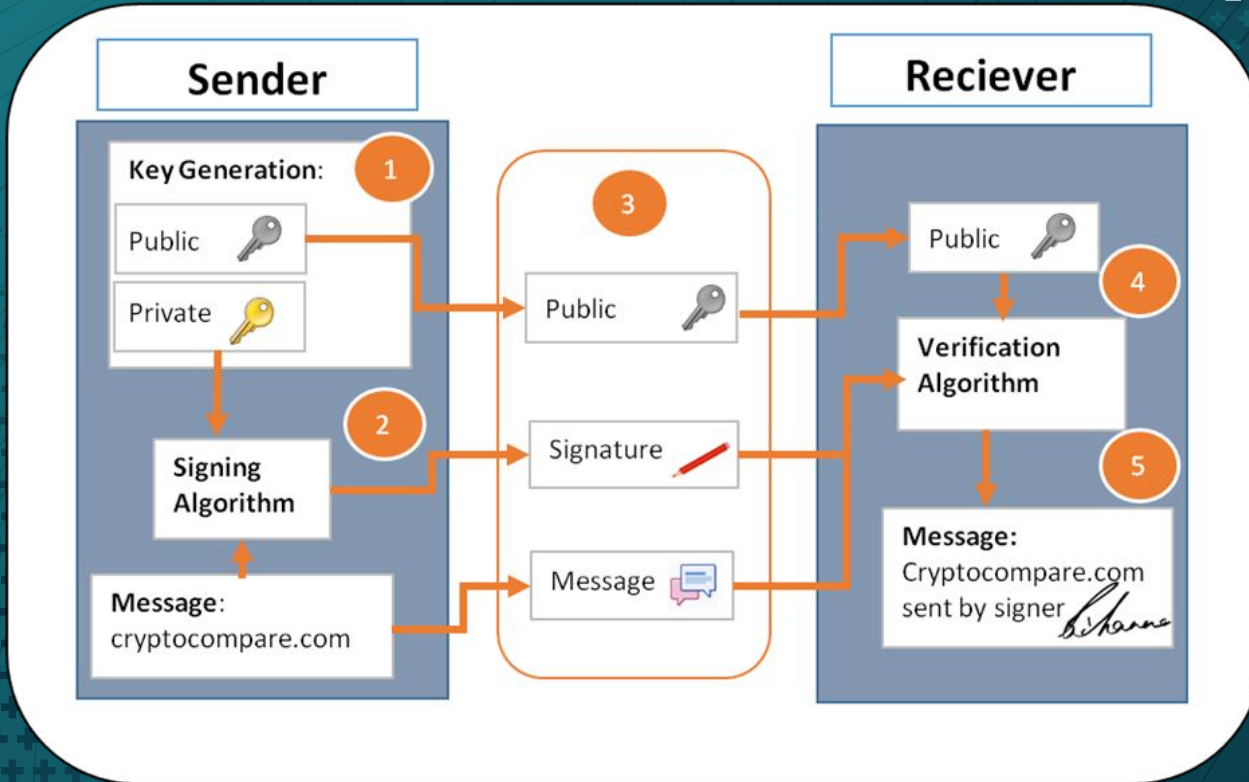 Sender
Key Generation:
1
Public
Private
2
Signing
Algorithm
Message:
cryptocompare.com
3
Public
Signature
Message
Reciever
Public
4
Verification
Algorithm
5
Message:
Cryptocompare.com
sent by signer
Rihanna